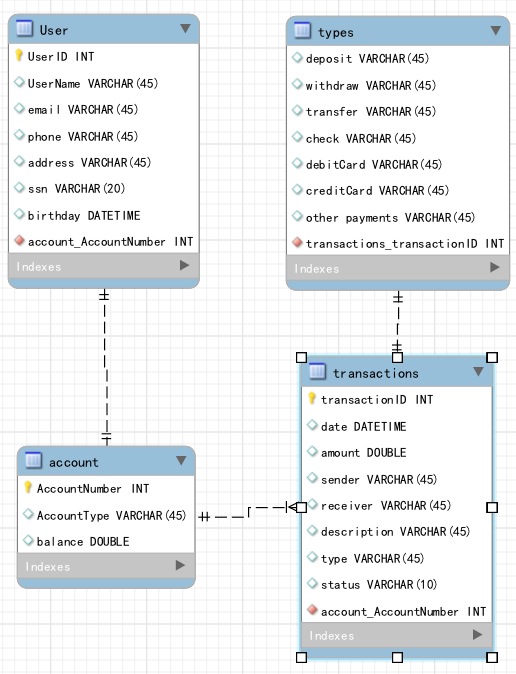 User
UserID INT
UserName VARCHAR(45)
email VARCHAR(45)
phone VARCHAR(45)
address VARCHAR(45)
ssn VARCHAR(20)
birthday DATETIME
account_AccountNumber INT
Indexes
types
deposit VARCHAR(45)
withdraw VARCHAR(45)
transfer VARCHAR(45)
check VARCHAR(45)
debitCard VARCHAR(45)
creditCard VARCHAR(45)
other payments VARCHAR(45)
transactions_transactionID INT
Indexes
account
AccountNumber INT
AccountType VARCHAR(45)
balance DOUBLE
Indexes
transactions
transactionID INT
date DATETIME
amount DOUBLE
sender VARCHAR(45)
receiver VARCHAR(45)
description VARCHAR(45)
type VARCHAR(45)
status VARCHAR(10)
account_AccountNumber INT
Indexes